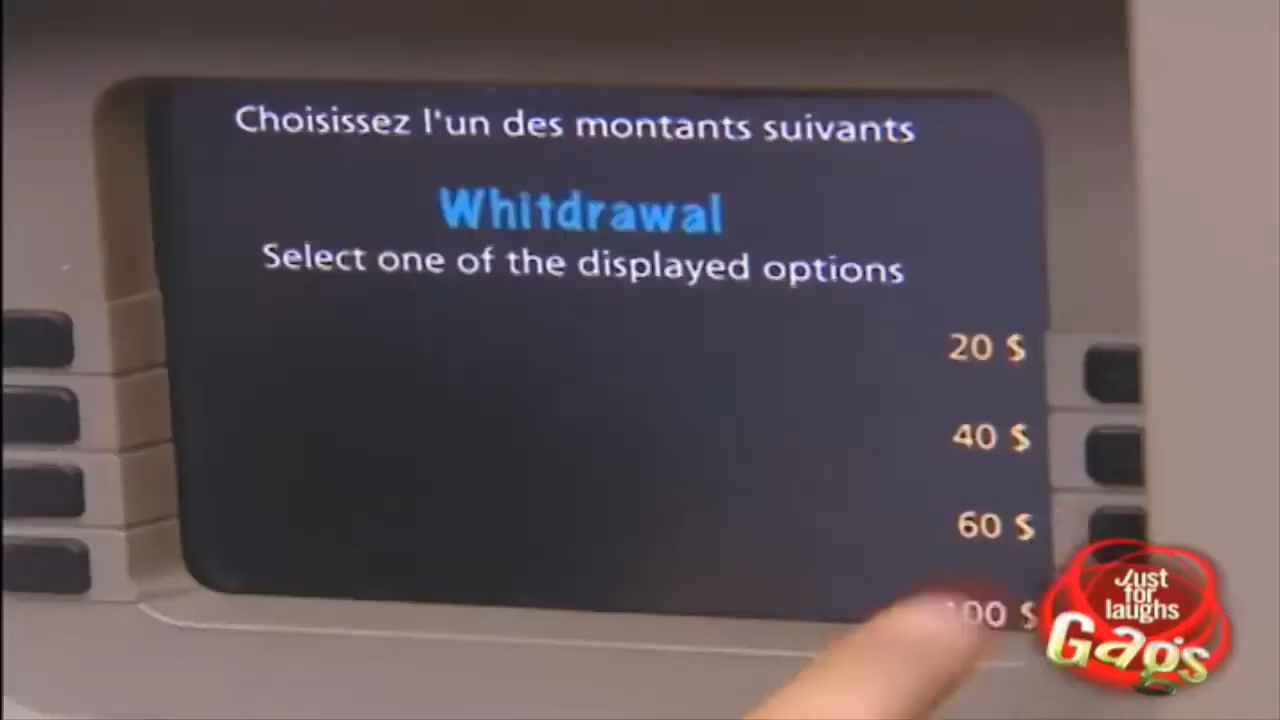 Choisissez l'un des montants suivants
Whitdrawal
Select one of the displayed options
20 $
40 $
60 $
100 $
Just
for
laughs
Gags